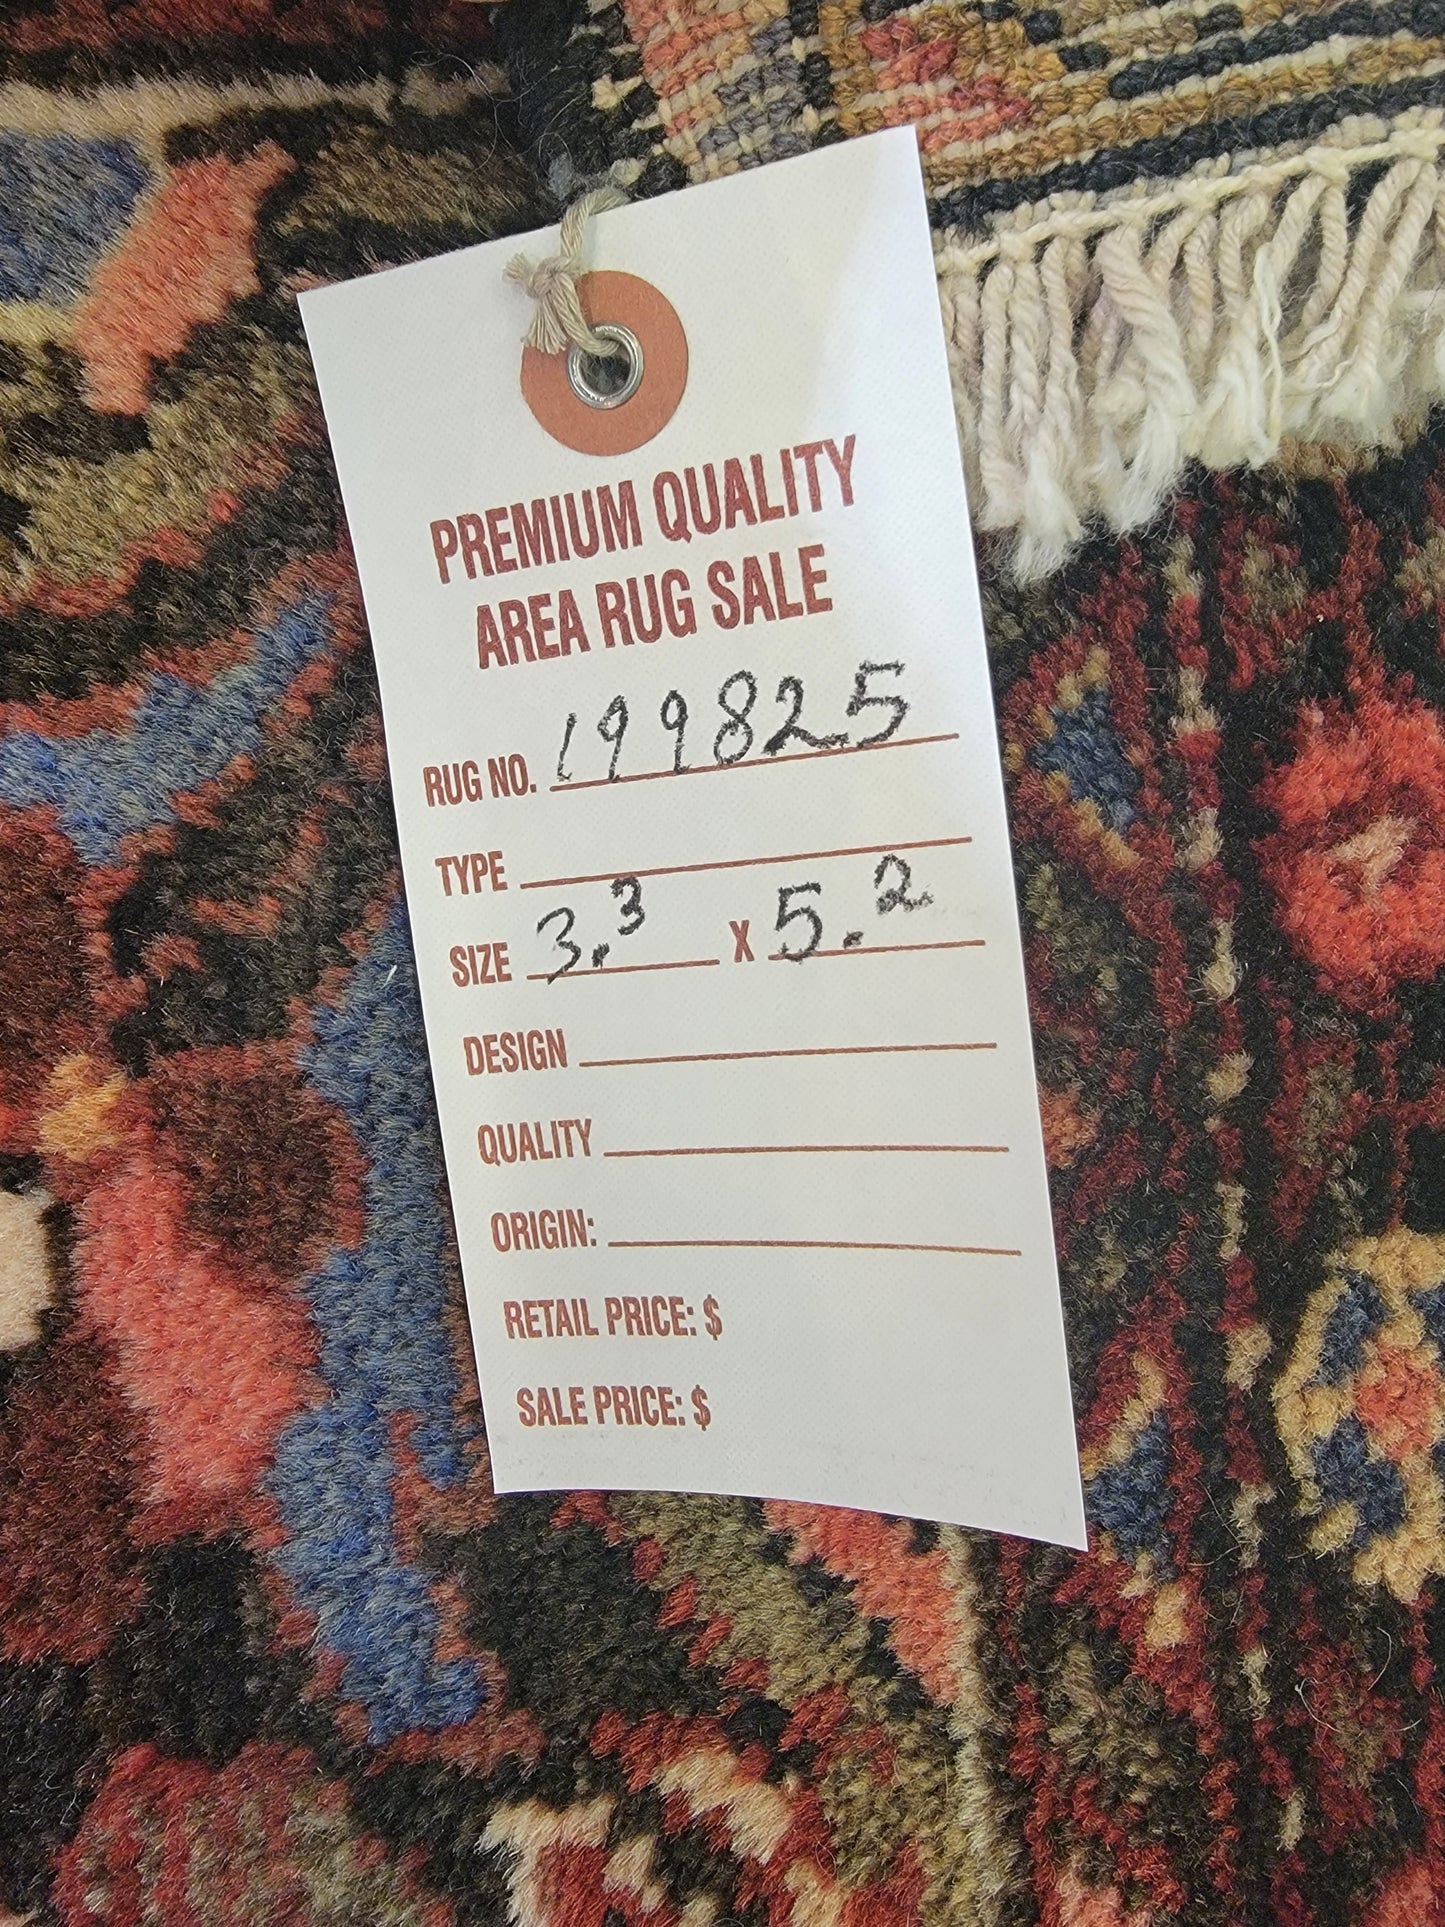 PREMIUM QUALITY
AREA RUG SALE
RUG NO. 199825
TYPE
SIZE 3.3 X 5.2
DESIGN
QUALITY
ORIGIN:
RETAIL PRICE: $
SALE PRICE: $